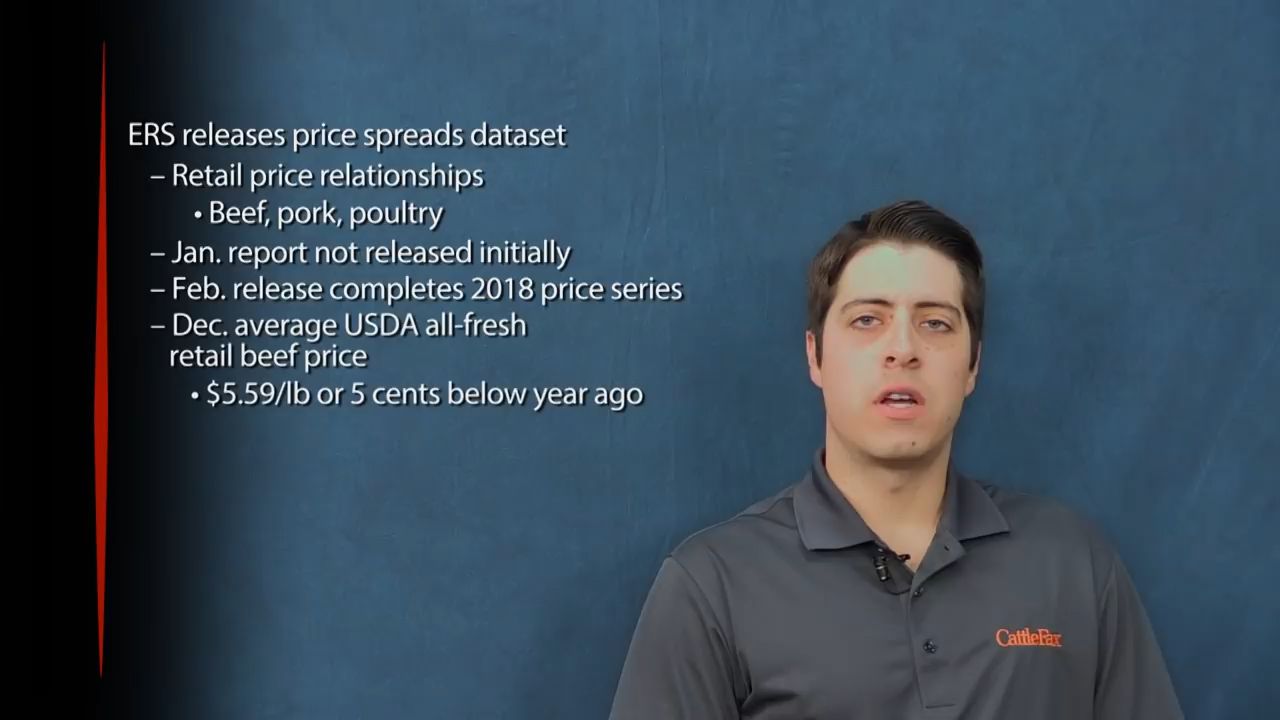 ERS releases price spreads dataset
– Retail price relationships
• Beef, pork, poultry
– Jan. report not released initially
– Feb. release completes 2018 price series
– Dec. average USDA all-fresh
retail beef price
• $5.59/lb or 5 cents below year ago
CattleFax